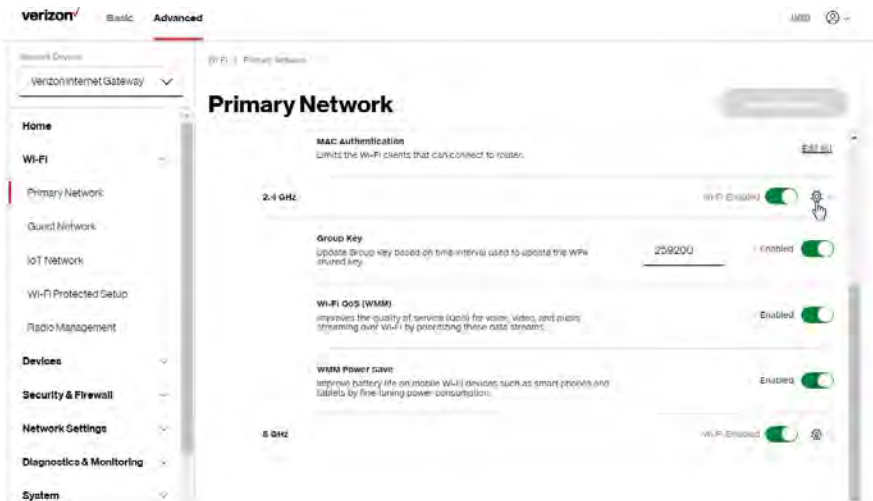 verizon
Basic
Advanced
Network Devices
Verizon Internet Gateway
Wi-Fi | Primary Network
Primary Network
Home
Wi-Fi
Primary Network
Guest Network
IoT Network
Wi-Fi Protected Setup
Radio Management
Devices
Security & Firewall
Network Settings
Diagnostics & Monitoring
System
MAC Authentication
Limits the Wi-Fi clients that can connect to router.
Edit list
2.4 GHz
Wi-Fi Enabled
Group Key
Update Group Key based on time interval used to update the WPA
shared key.
259200
Enabled
Wi-Fi QoS (WMM)
Improves the quality of service (QoS) for voice, video, and audio
streaming over Wi-Fi by prioritizing these data streams.
Enabled
WMM Power Save
Improve battery life on mobile Wi-Fi devices such as smart phones and
tablets by fine-tuning power consumption.
Enabled
GHz
Wi-Fi Enabled